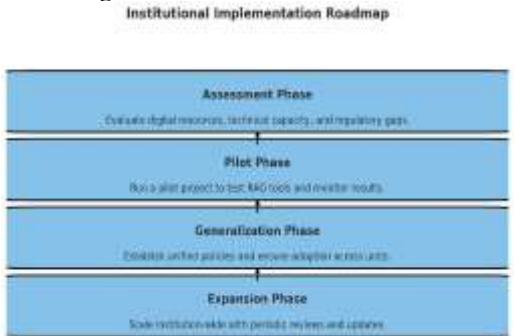 Institutional Implementation Roadmap
Assessment Phase
Evaluate digital resources, technical capacity, and regulatory gaps.
Pilot Phase
Run a pilot project to test RAG tools and monitor results.
Generalization Phase
Establish unified policies and ensure adoption across units.
Expansion Phase
Scale institution-wide with periodic reviews and updates.